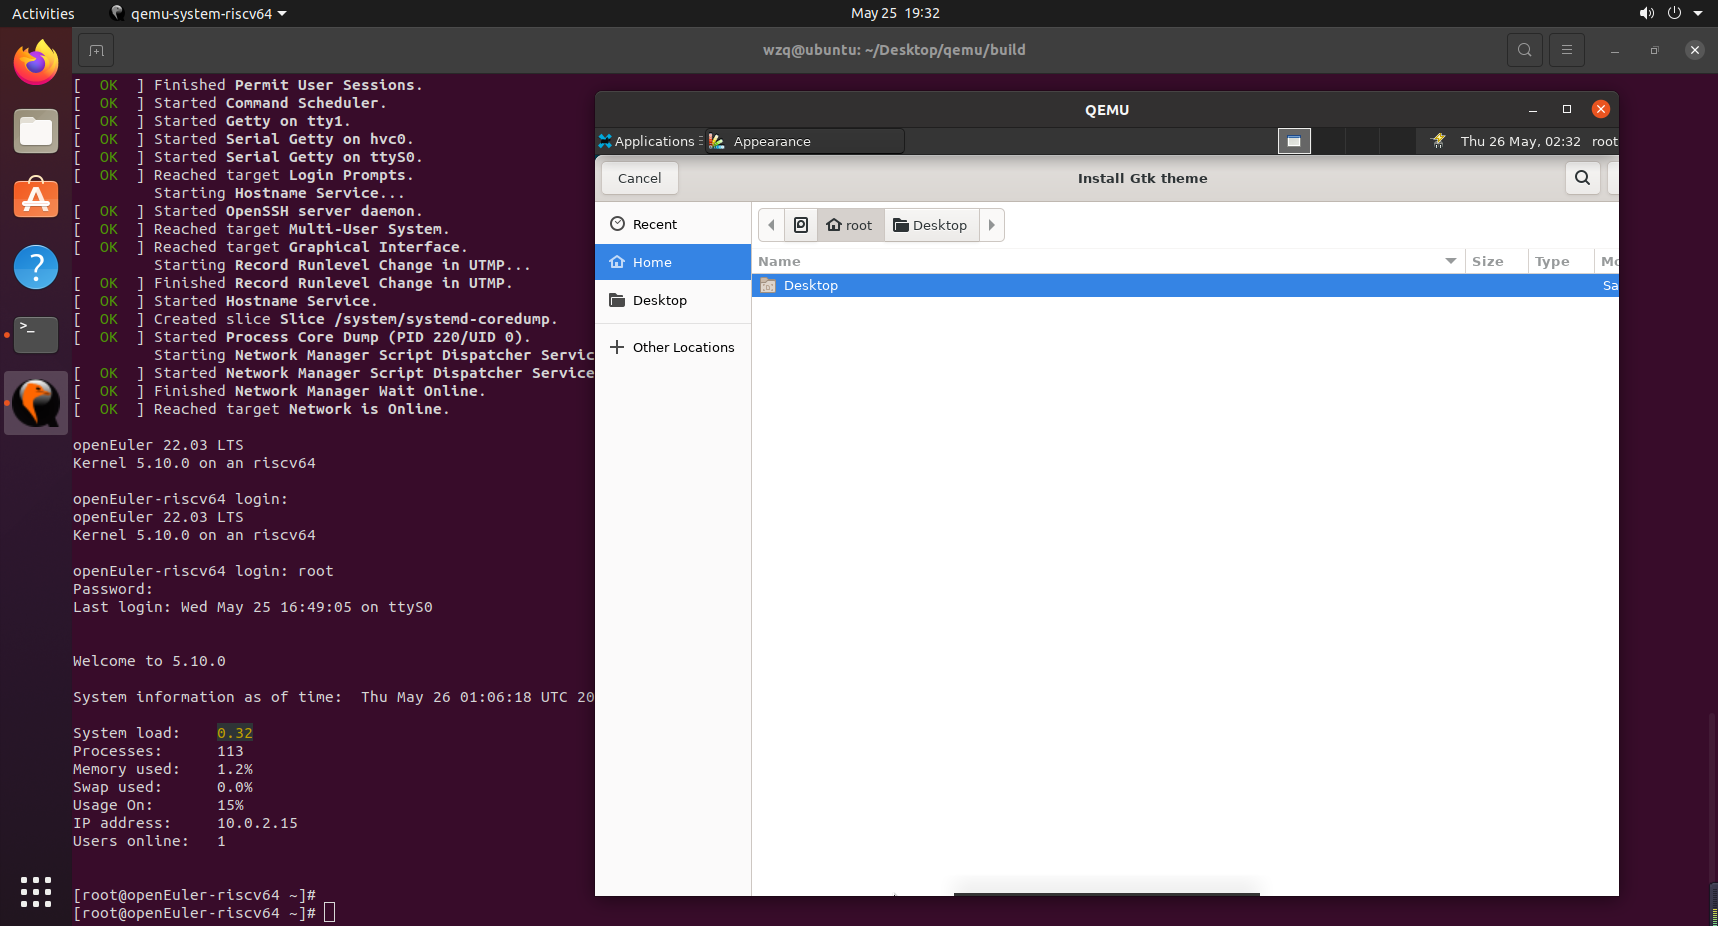 Activities
qemu-system-riscv64
May 25 19:32
wzq@ubuntu: ~/Desktop/qemu/build
[  OK  ] Finished Permit User Sessions.
[  OK  ] Started Command Scheduler.
[  OK  ] Started Getty on tty1.
[  OK  ] Started Serial Getty on hvc0.
[  OK  ] Started Serial Getty on ttyS0.
[  OK  ] Reached target Login Prompts.
Starting Hostname Service...
[  OK  ] Started OpenSSH server daemon.
[  OK  ] Reached target Multi-User System.
[  OK  ] Reached target Graphical Interface.
Starting Record Runlevel Change in UTMP...
[  OK  ] Finished Record Runlevel Change in UTMP.
[  OK  ] Started Hostname Service.
[  OK  ] Created slice Slice /system/systemd-coredump.
[  OK  ] Started Process Core Dump (PID 220/UID 0).
Starting Network Manager Script Dispatcher Servic
[  OK  ] Started Network Manager Script Dispatcher Service
[  OK  ] Finished Network Manager Wait Online.
[  OK  ] Reached target Network is Online.
openEuler 22.03 LTS
Kernel 5.10.0 on an riscv64
openEuler-riscv64 login:
openEuler 22.03 LTS
Kernel 5.10.0 on an riscv64
openEuler-riscv64 login: root
Password:
Last login: Wed May 25 16:49:05 on ttyS0
Welcome to 5.10.0
System information as of time:  Thu May 26 01:06:18 UTC 20
System load:    0.32
Processes:      113
Memory used:    1.2%
Swap used:      0.0%
Usage On:       15%
IP address:     10.0.2.15
Users online:   1
[root@openEuler-riscv64 ~]#
[root@openEuler-riscv64 ~]#
QEMU
Applications
Appearance
Thu 26 May, 02:32
root
Cancel
Install Gtk theme
Recent
Home
Desktop
Other Locations
root
Desktop
Name
Size
Type
Mo
Desktop
Sa